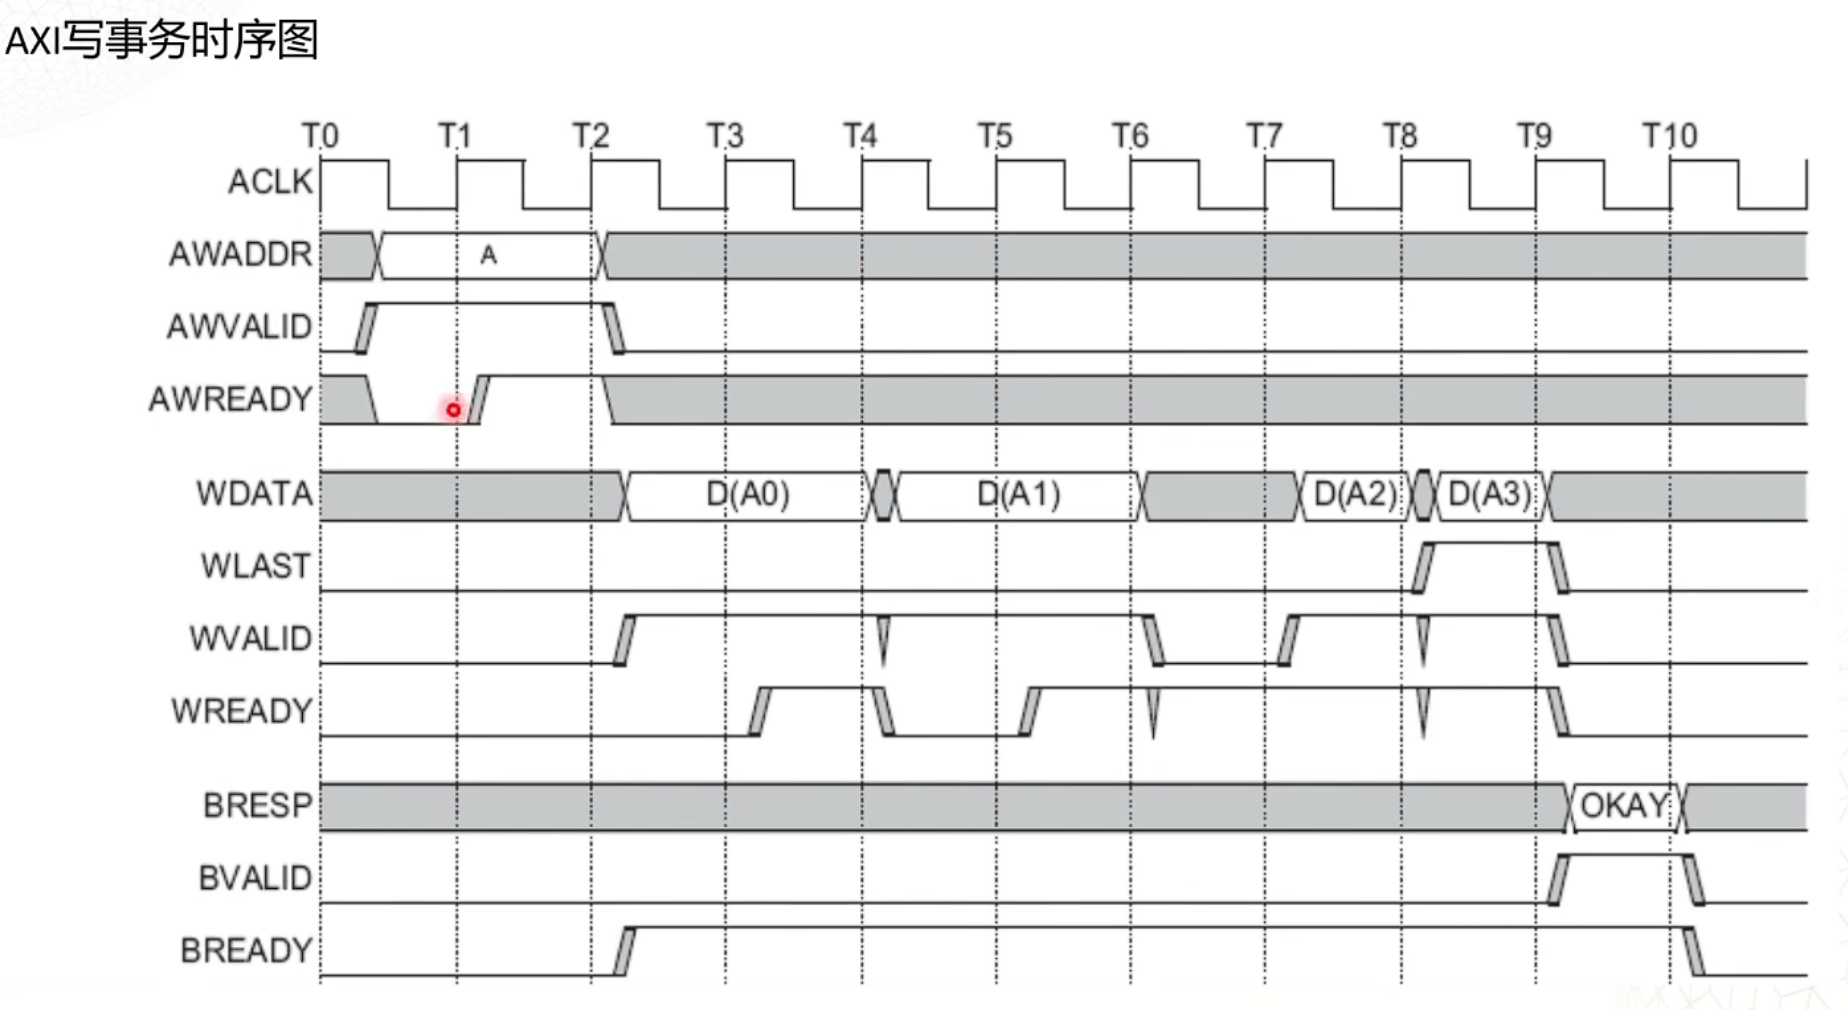 AXI写事务时序图
T0 T1 T2 T3 T4 T5 T6 T7 T8 T9 T10
ACLK
AWADDR A
AWVALID
AWREADY
WDATA D(A0) D(A1) D(A2) D(A3)
WLAST
WVALID
WREADY
BRESP OKAY
BVALID
BREADY